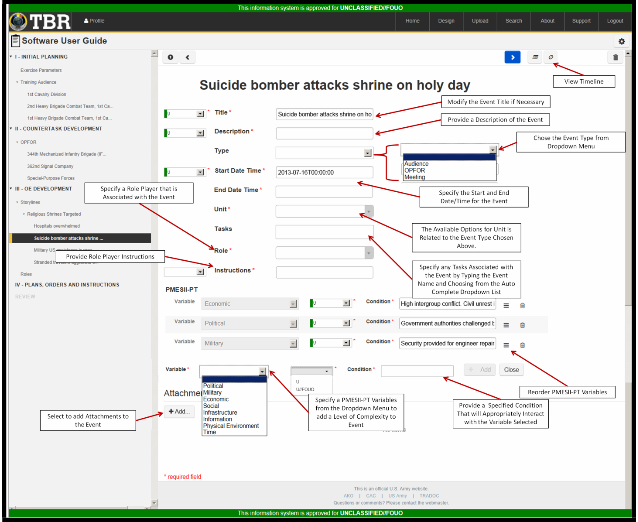 This information system is approved for UNCLASSIFIED//FOUO
TBR
Profile
Home
Design
Upload
Search
About
Support
Logout
Software User Guide
I - INITIAL PLANNING
Exercise Parameters
Training Audience
1st Cavalry Division
2nd Heavy Brigade Combat Team, 1st Ca...
1st Heavy Brigade Combat Team, 1st Ca...
II - COUNTERTASK DEVELOPMENT
OPFOR
344th Mechanized Infantry Brigade (IF...
302nd Signal Company
Special-Purpose Forces
III - OE DEVELOPMENT
Storylines
Religious Shrines Targeted
Hospitals overwhelmed
Suicide bomber attacks shrine ...
Military US
Stranded
Roles
IV - PLANS, ORDERS AND INSTRUCTIONS
REVIEW
View Timeline
Suicide bomber attacks shrine on holy day
Modify the Event Title if Necessary
U
* Title *
Suicide bomber attacks shrine on ho
Provide a Description of the Event
U
* Description *
Chose the Event Type from
Dropdown Menu
Type
Audience
OPFOR
Meeting
U
* Start Date Time *
2013-07-16T00:00:00
Specify a Role Player that is
Associated with the Event
End Date Time *
Specify the Start and End
Date/Time for the Event
Unit *
The Available Options for Unit is
Related to the Event Type Chosen
Above.
Tasks
Role *
Provide Role Player Instructions
Instructions *
Specify any Tasks Associated with
the Event by Typing the Event
Name and Choosing from the Auto
Complete Dropdown List
PMESII-PT
Variable
Economic
U
* Condition *
High intergroup conflict. Civil unrest
Variable
Political
U
* Condition *
Government authorities challenged b
Variable
Military
U
* Condition *
Security provided for engineer repair
Variable *
Political
Military
Economic
Social
Infrastructure
Information
Physical Environment
Time
U
U//FOUO
* Condition *
+ Add
Close
Reorder PMESII-PT Variables
Attachme
+ Add...
Select to add Attachments to
the Event
Specify a PMESII-PT Variables
from the Dropdown Menu to
add a Level of Complexity to
Event
Provide a Specified Condition
That will Appropriately Interact
with the Variable Selected
* required field
This is an official U.S. Army website.
AKO | CAC | US Army | TRADOC
Questions or comments? Please contact the webmaster.
This information system is approved for UNCLASSIFIED//FOUO